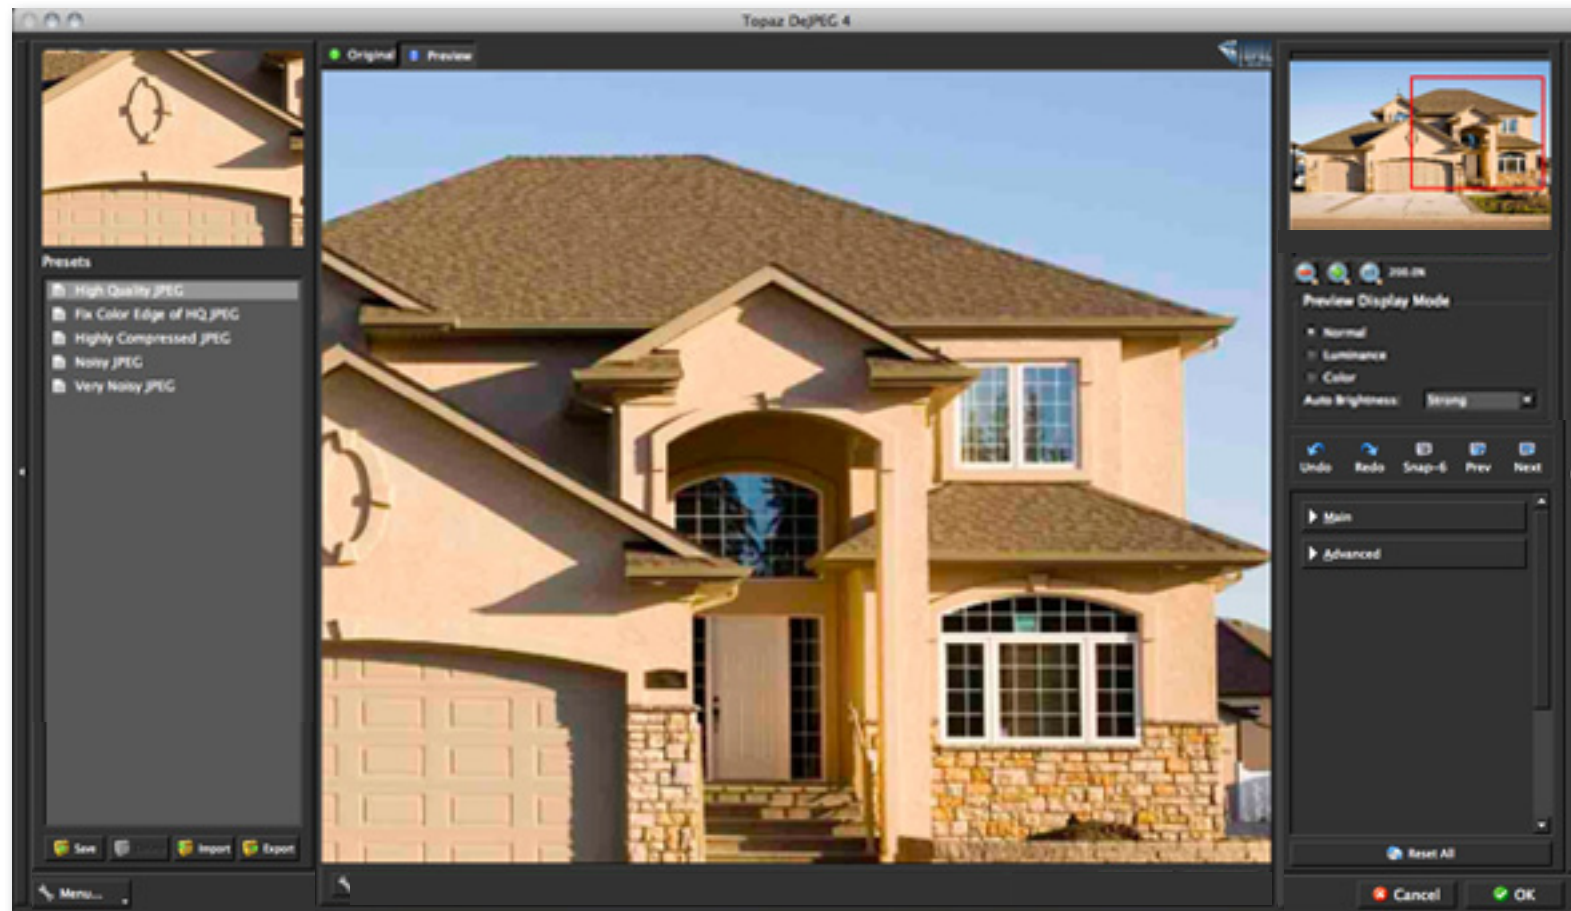 Topaz DeJPEG 4
Original Preview
Presets
High Quality JPEG
Fix Color Edge of HQ JPEG
Highly Compressed JPEG
Noisy JPEG
Very Noisy JPEG
Save Import Export
Menu...
200.0%
Preview Display Mode
Normal
Luminance
Color
Auto Brightness: Strong
Undo Redo Snap-6 Prev Next
Main
Advanced
Reset All
Cancel OK